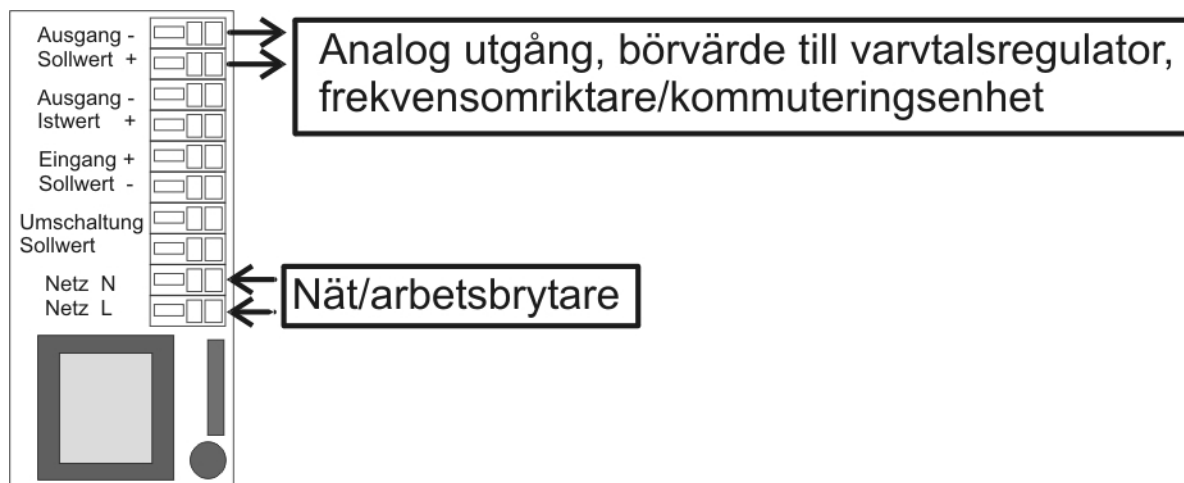 Ausgang -
Sollwert +
Ausgang -
Istwert +
Eingang +
Sollwert -
Umschaltung
Sollwert
Netz N
Netz L
Analog utgång, börvärde till varvtalsregulator,
frekvensomriktare/kommuteringsenhet
Nät/arbetsbrytare